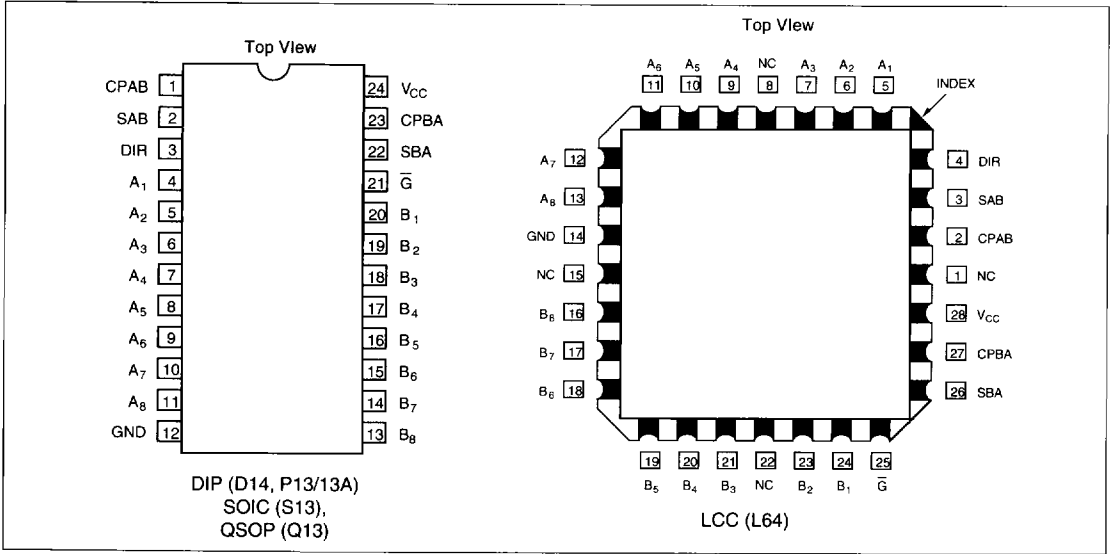 Top View
CPAB 1 24 V_CC
SAB 2 23 CPBA
DIR 3 22 SBA
A₁ 4 21 G̅
A₂ 5 20 B₁
A₃ 6 19 B₂
A₄ 7 18 B₃
A₅ 8 17 B₄
A₆ 9 16 B₅
A₇ 10 15 B₆
A₈ 11 14 B₇
GND 12 13 B₈
DIP (D14, P13/13A)
SOIC (S13),
QSOP (Q13)
Top View
A₆ A₅ A₄ NC A₃ A₂ A₁
11 10 9 8 7 6 5
INDEX
A₇ 12 4 DIR
A₈ 13 3 SAB
GND 14 2 CPAB
NC 15 1 NC
B₈ 16 28 V_CC
B₇ 17 27 CPBA
B₆ 18 26 SBA
19 20 21 22 23 24 25
B₅ B₄ B₃ NC B₂ B₁ G̅
LCC (L64)